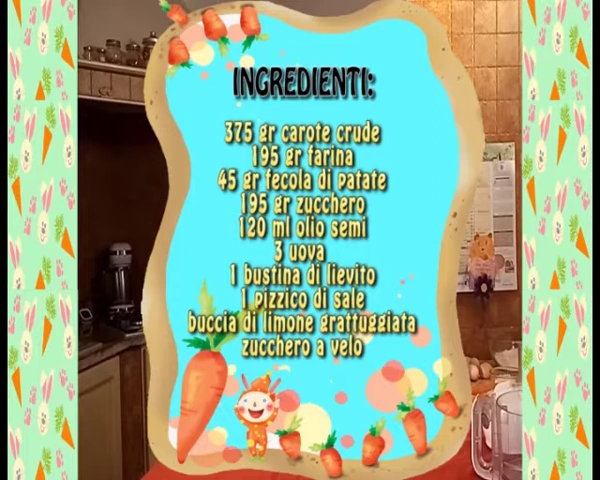 INGREDIENTI:
375 gr carote crude
195 gr farina
45 gr fecola di patate
195 gr zucchero
120 ml olio semi
3 uova
1 bustina di lievito
1 pizzico di sale
buccia di limone grattuggiata
zucchero a velo